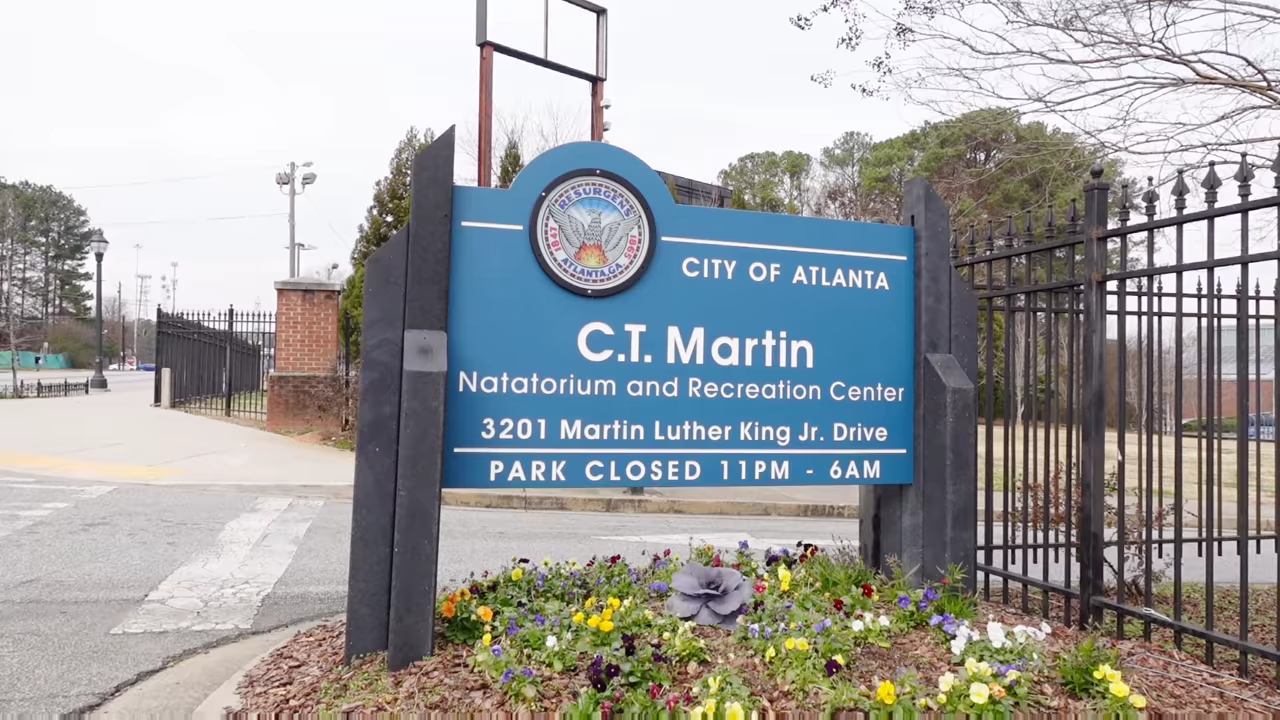 RESURGENS
1847 1865
ATLANTA, GA.
CITY OF ATLANTA
C.T. Martin
Natatorium and Recreation Center
3201 Martin Luther King Jr. Drive
PARK CLOSED 11PM - 6AM